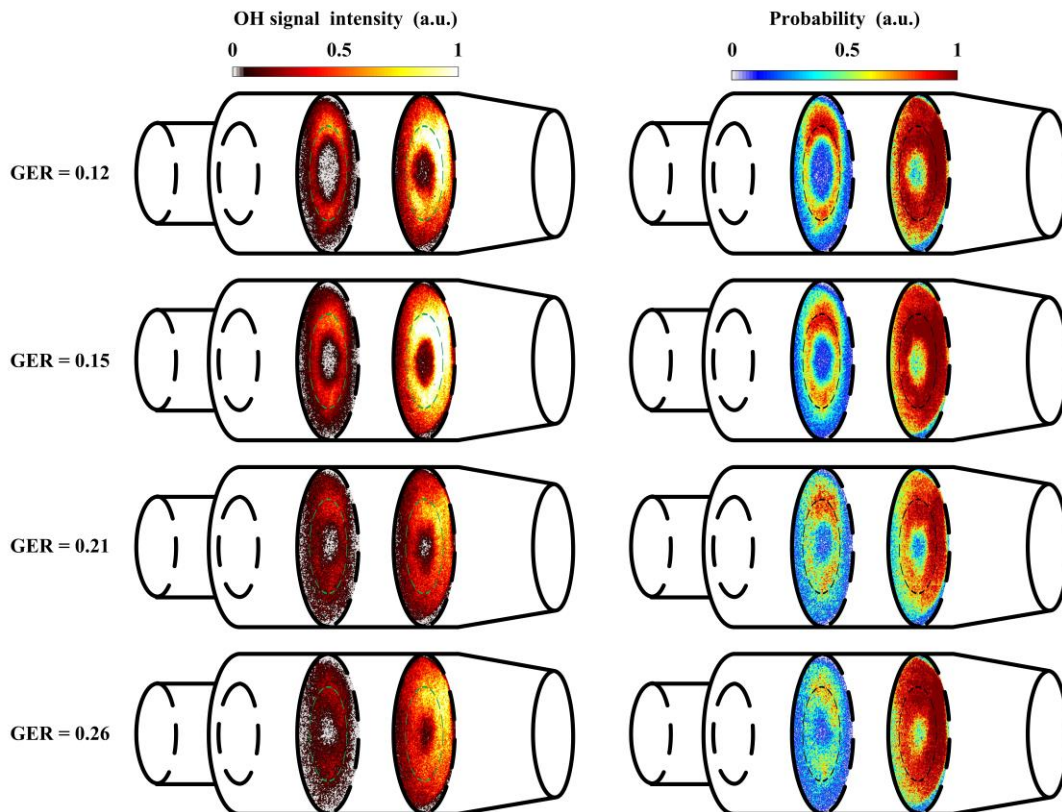 OH signal intensity (a.u.)
Probability (a.u.)
0 0.5 1
0 0.5 1
GER = 0.12
GER = 0.15
GER = 0.21
GER = 0.26